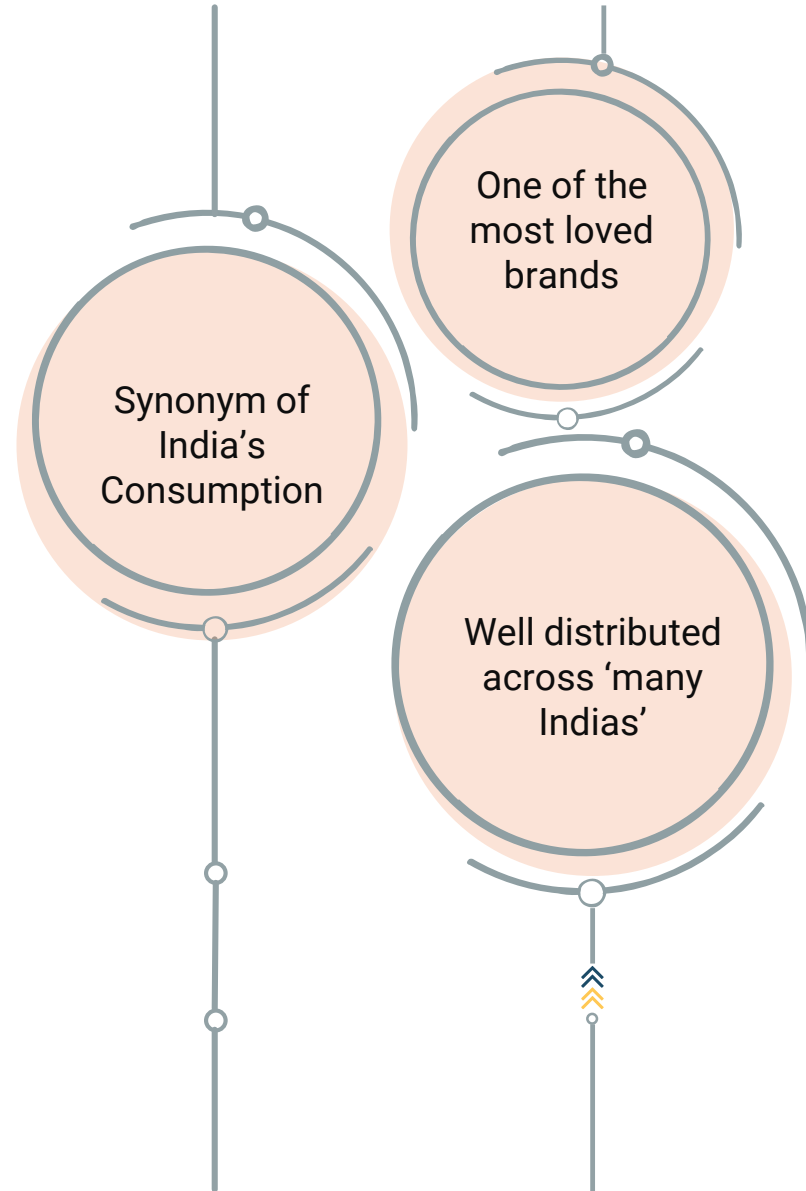 One of the
most loved
brands
Synonym of
India’s
Consumption
Well distributed
across ‘many
Indias’